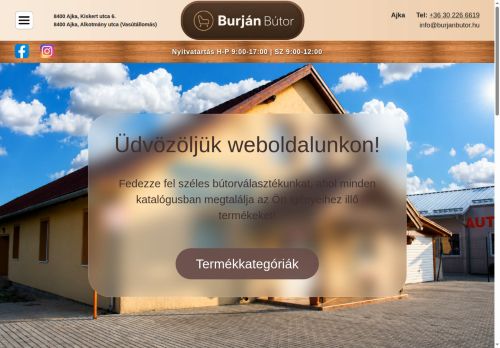 8400 Ajka, Kiskert utca 6.
8400 Ajka, Alkotmány utca (Vasútállomás)
Burján Bútor
Ajka Tel: +36 30 226 6619
info@burjanbutor.hu
Nyitvatartás H-P 9:00-17:00 | SZ 9:00-12:00
Üdvözöljük weboldalunkon!
Fedezze fel széles bútorválasztékunkat, ahol minden
katalógusban megtalálja az Ön igényeihez illő
termékeket!
Termékkategóriák
AUT